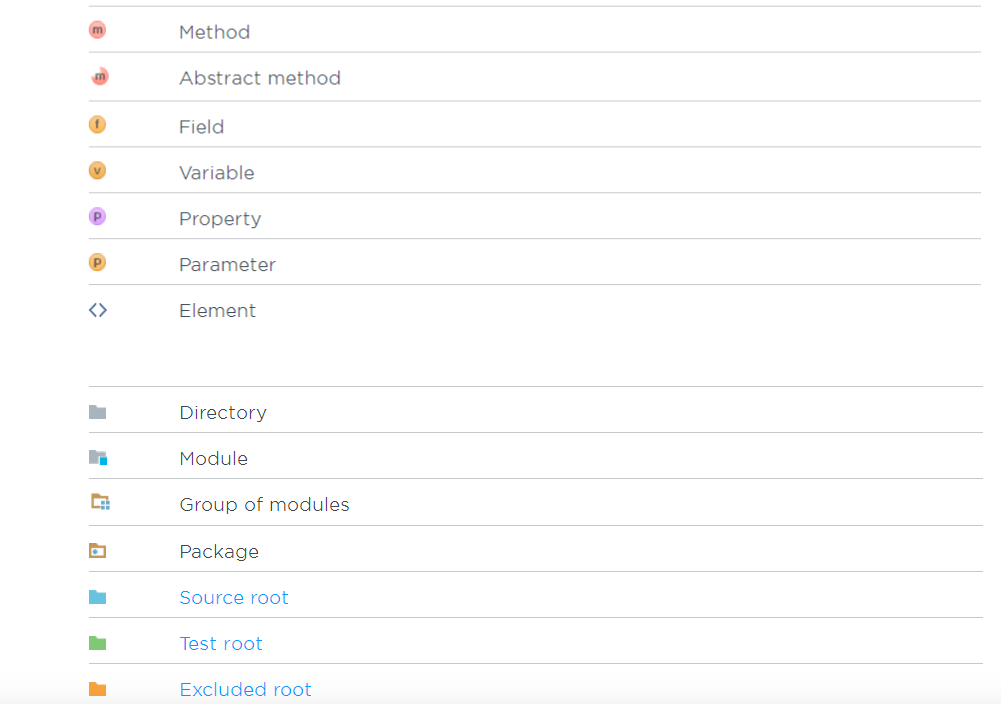 m Method
m Abstract method
f Field
v Variable
p Property
p Parameter
<> Element
Directory
Module
Group of modules
Package
Source root
Test root
Excluded root